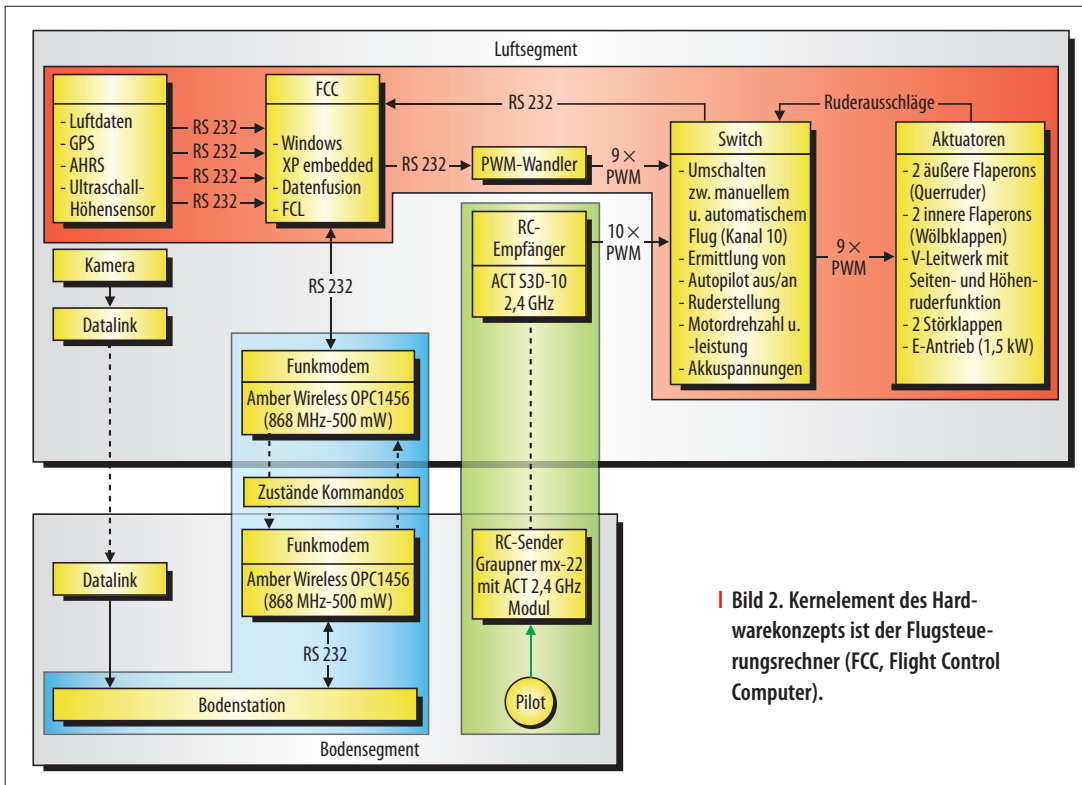 Luftsegment
- Luftdaten
- GPS
- AHRS
- Ultraschall-
Höhensensor
RS 232
RS 232
RS 232
RS 232
FCC
- Windows
XP embedded
- Datenfusion
- FCL
RS 232
RS 232
PWM-Wandler
9 ×
PWM
Switch
- Umschalten
zw. manuellem
u. automatischem
Flug (Kanal 10)
- Ermittlung von
- Autopilot aus/an
- Ruderstellung
- Motordrehzahl u.
-leistung
- Akkuspannungen
Ruderausschläge
9 ×
PWM
Aktuatoren
- 2 äußere Flaperons
(Querruder)
- 2 innere Flaperons
(Wölbklappen)
- V-Leitwerk mit
Seiten- und Höhen-
ruderfunktion
- 2 Störklappen
- E-Antrieb (1,5 kW)
RC-
Empfänger
ACT S3D-10
2,4 GHz
10 ×
PWM
Kamera
Datalink
RS 232
Funkmodem
Amber Wireless OPC1456
(868 MHz-500 mW)
Zustände Kommandos
Funkmodem
Amber Wireless OPC1456
(868 MHz-500 mW)
RS 232
Datalink
Bodenstation
RC-Sender
Graupner mx-22
mit ACT 2,4 GHz
Modul
Pilot
Bodensegment
Bild 2. Kernelement des Hard-
warekonzepts ist der Flugsteue-
rungsrechner (FCC, Flight Control
Computer).